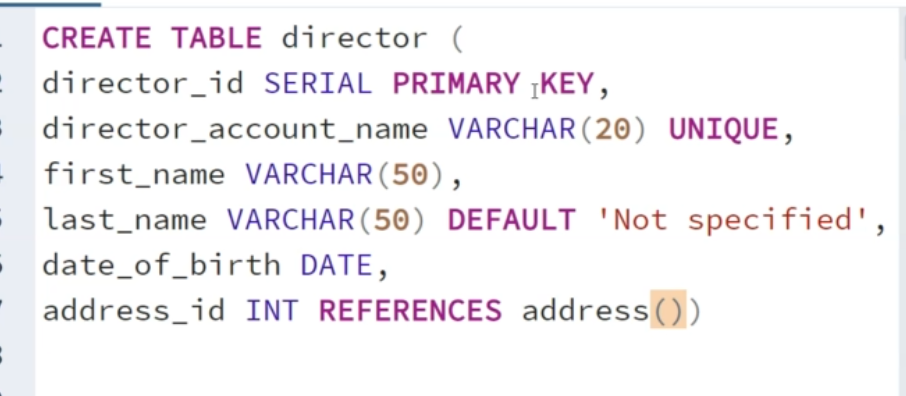 CREATE TABLE director (
director_id SERIAL PRIMARY KEY,
director_account_name VARCHAR(20) UNIQUE,
first_name VARCHAR(50),
last_name VARCHAR(50) DEFAULT 'Not specified',
date_of_birth DATE,
address_id INT REFERENCES address())